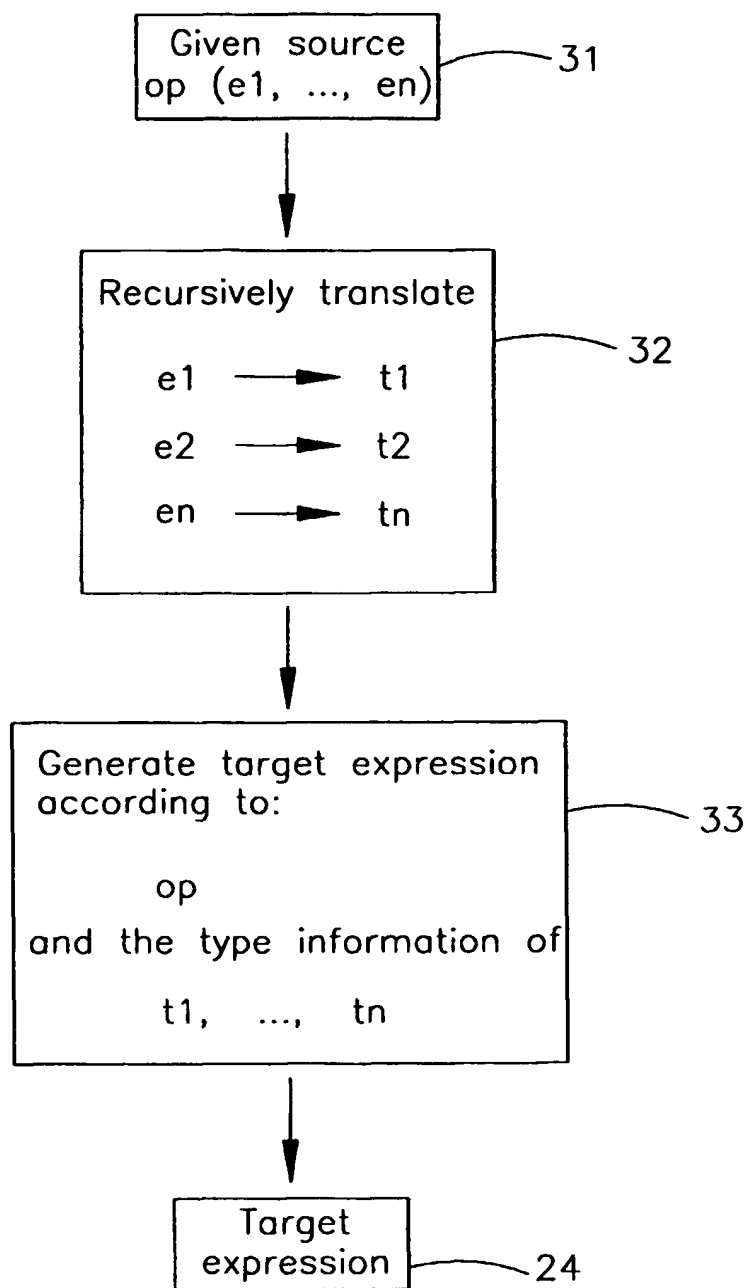 Given source
op (e1, ..., en)
31
Recursively translate
e1 t1
e2 t2
en tn
32
Generate target expression
according to:
op
and the type information of
t1, ..., tn
33
Target
expression
24